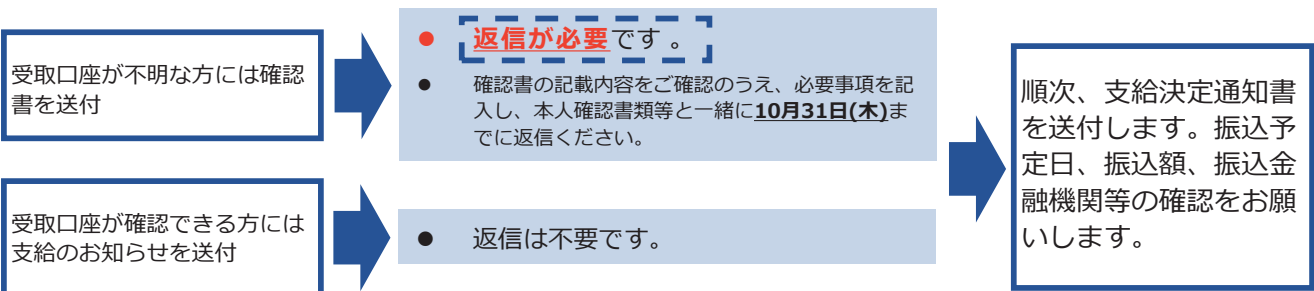 受取口座が不明な方には確認
書を送付
● 返信が必要です 。
● 確認書の記載内容をご確認のうえ、必要事項を記
入し、本人確認書類等と一緒に10月31日(木)ま
でに返信ください。
受取口座が確認できる方には
支給のお知らせを送付
● 返信は不要です。
順次、支給決定通知書
を送付します。振込予
定日、振込額、振込金
融機関等の確認をお願
いします。